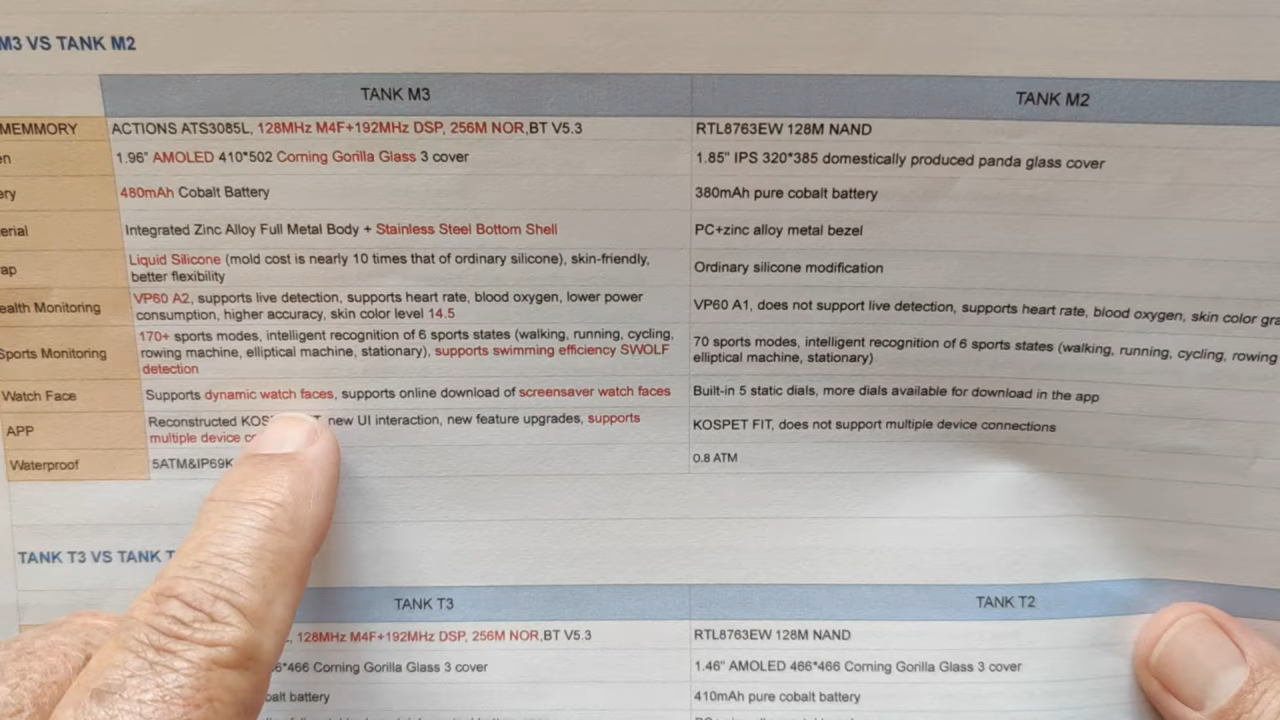 M3 VS TANK M2
TANK M3 TANK M2
MEMMORY ACTIONS ATS3085L, 128MHz M4F+192MHz DSP, 256M NOR,BT V5.3 RTL8763EW 128M NAND
en 1.96" AMOLED 410*502 Corning Gorilla Glass 3 cover 1.85" IPS 320*385 domestically produced panda glass cover
ery 480mAh Cobalt Battery 380mAh pure cobalt battery
erial Integrated Zinc Alloy Full Metal Body + Stainless Steel Bottom Shell PC+zinc alloy metal bezel
ap Liquid Silicone (mold cost is nearly 10 times that of ordinary silicone), skin-friendly,
better flexibility Ordinary silicone modification
ealth Monitoring VP60 A2, supports live detection, supports heart rate, blood oxygen, lower power
consumption, higher accuracy, skin color level 14.5 VP60 A1, does not support live detection, supports heart rate, blood oxygen, skin color gra
Sports Monitoring 170+ sports modes, intelligent recognition of 6 sports states (walking, running, cycling,
rowing machine, elliptical machine, stationary), supports swimming efficiency SWOLF
detection 70 sports modes, intelligent recognition of 6 sports states (walking, running, cycling, rowing
elliptical machine, stationary)
Watch Face Supports dynamic watch faces, supports online download of screensaver watch faces Built-in 5 static dials, more dials available for download in the app
APP Reconstructed KOS T new UI interaction, new feature upgrades, supports
multiple device co KOSPET FIT, does not support multiple device connections
Waterproof 5ATM&IP69K 0.8 ATM
TANK T3 VS TANK T
TANK T3 TANK T2
, 128MHz M4F+192MHz DSP, 256M NOR,BT V5.3 RTL8763EW 128M NAND
6*466 Corning Gorilla Glass 3 cover 1.46" AMOLED 466*466 Corning Gorilla Glass 3 cover
balt battery 410mAh pure cobalt battery